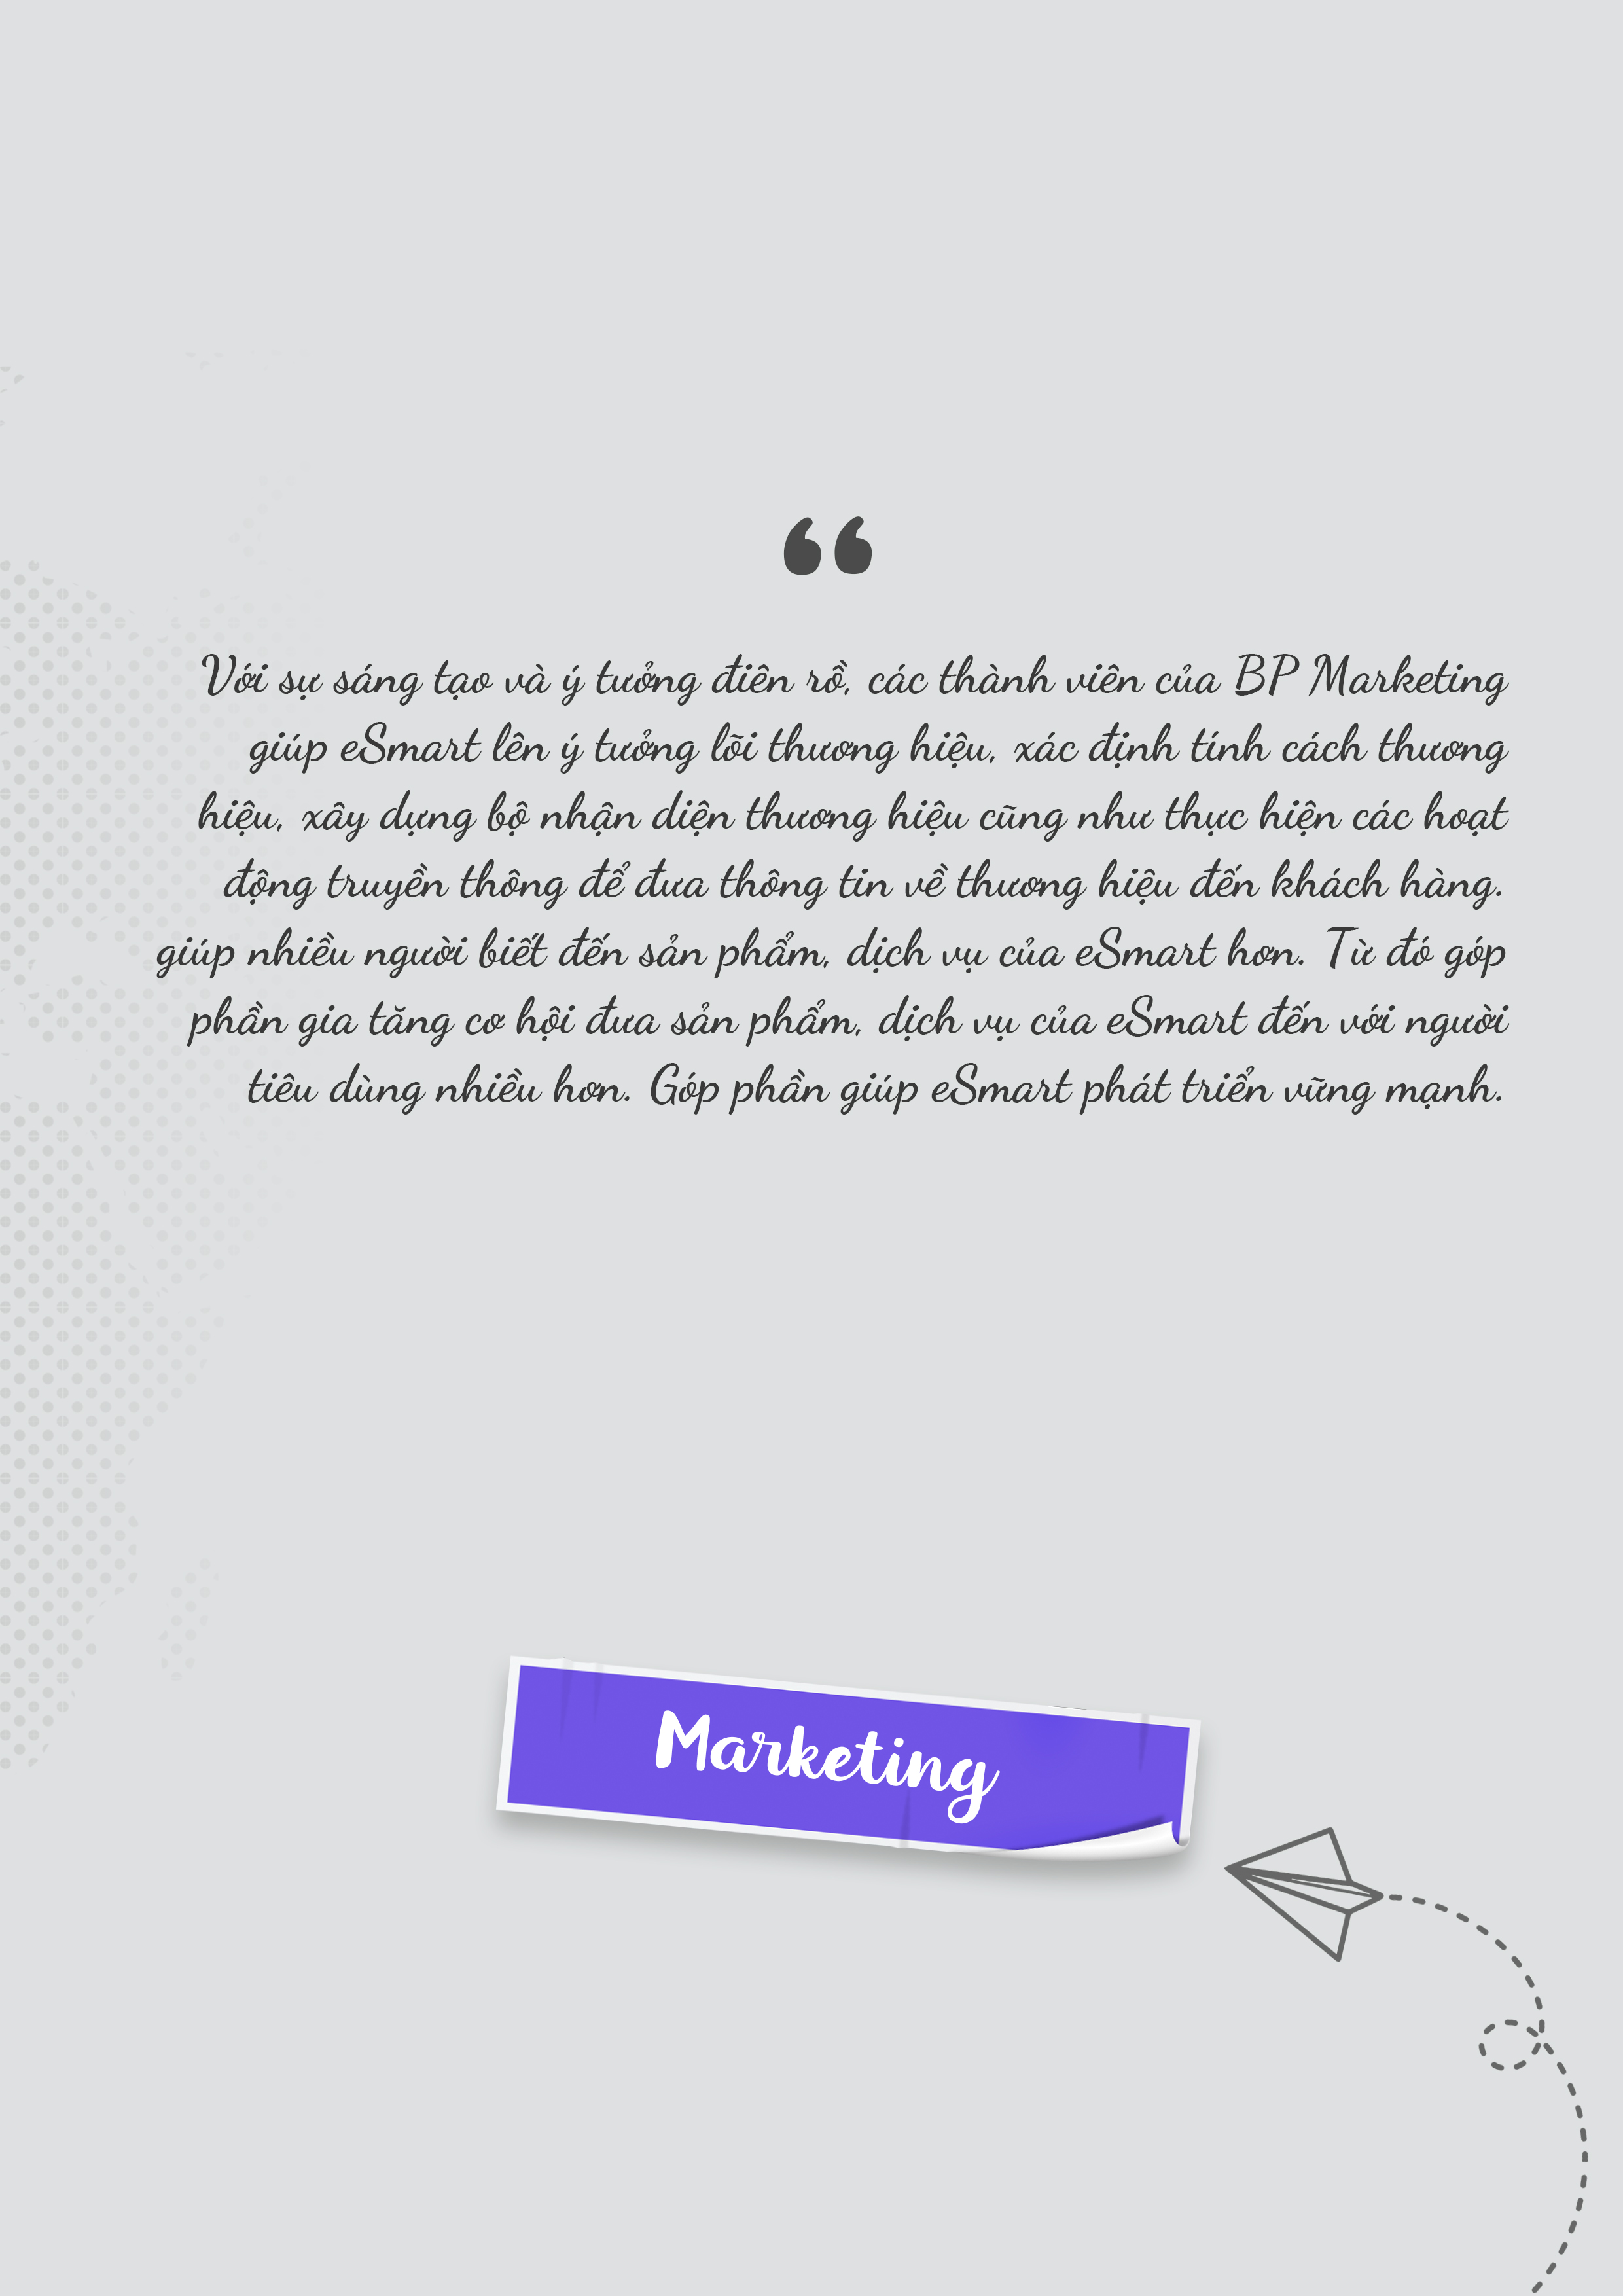 “
Với sự sáng tạo và ý tưởng điên rồ, các thành viên của BP Marketing
giúp eSmart lên ý tưởng lõi thương hiệu, xác định tính cách thương
hiệu, xây dựng bộ nhận diện thương hiệu cũng như thực hiện các hoạt
động truyền thông để đưa thông tin về thương hiệu đến khách hàng.
giúp nhiều người biết đến sản phẩm, dịch vụ của eSmart hơn. Từ đó góp
phần gia tăng cơ hội đưa sản phẩm, dịch vụ của eSmart đến với người
tiêu dùng nhiều hơn. Góp phần giúp eSmart phát triển vững mạnh.
Marketing